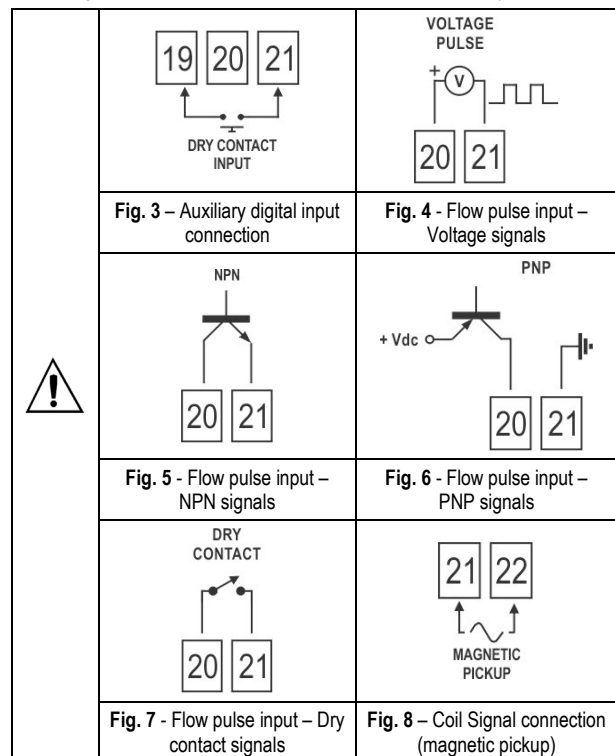 19 20 21
DRY CONTACT
INPUT
Fig. 3 – Auxiliary digital input
connection
VOLTAGE
PULSE
+ V
20 21
Fig. 4 - Flow pulse input –
Voltage signals
NPN
20 21
Fig. 5 - Flow pulse input –
NPN signals
PNP
+ Vdc
20 21
Fig. 6 - Flow pulse input –
PNP signals
DRY
CONTACT
20 21
Fig. 7 - Flow pulse input – Dry
contact signals
21 22
MAGNETIC
PICKUP
Fig. 8 – Coil Signal connection
(magnetic pickup)